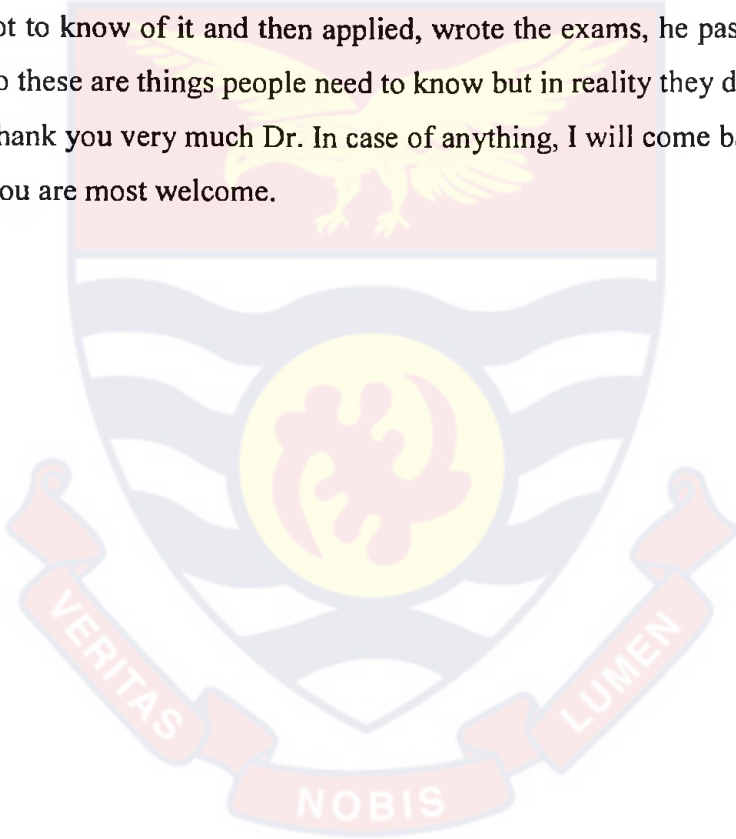 to know of it and then applied, wrote the exams, he pas
these are things people need to know but in reality they d
hank you very much Dr. In case of anything, I will come b
ou are most welcome.
VERITAS
NOBIS
LUMEN